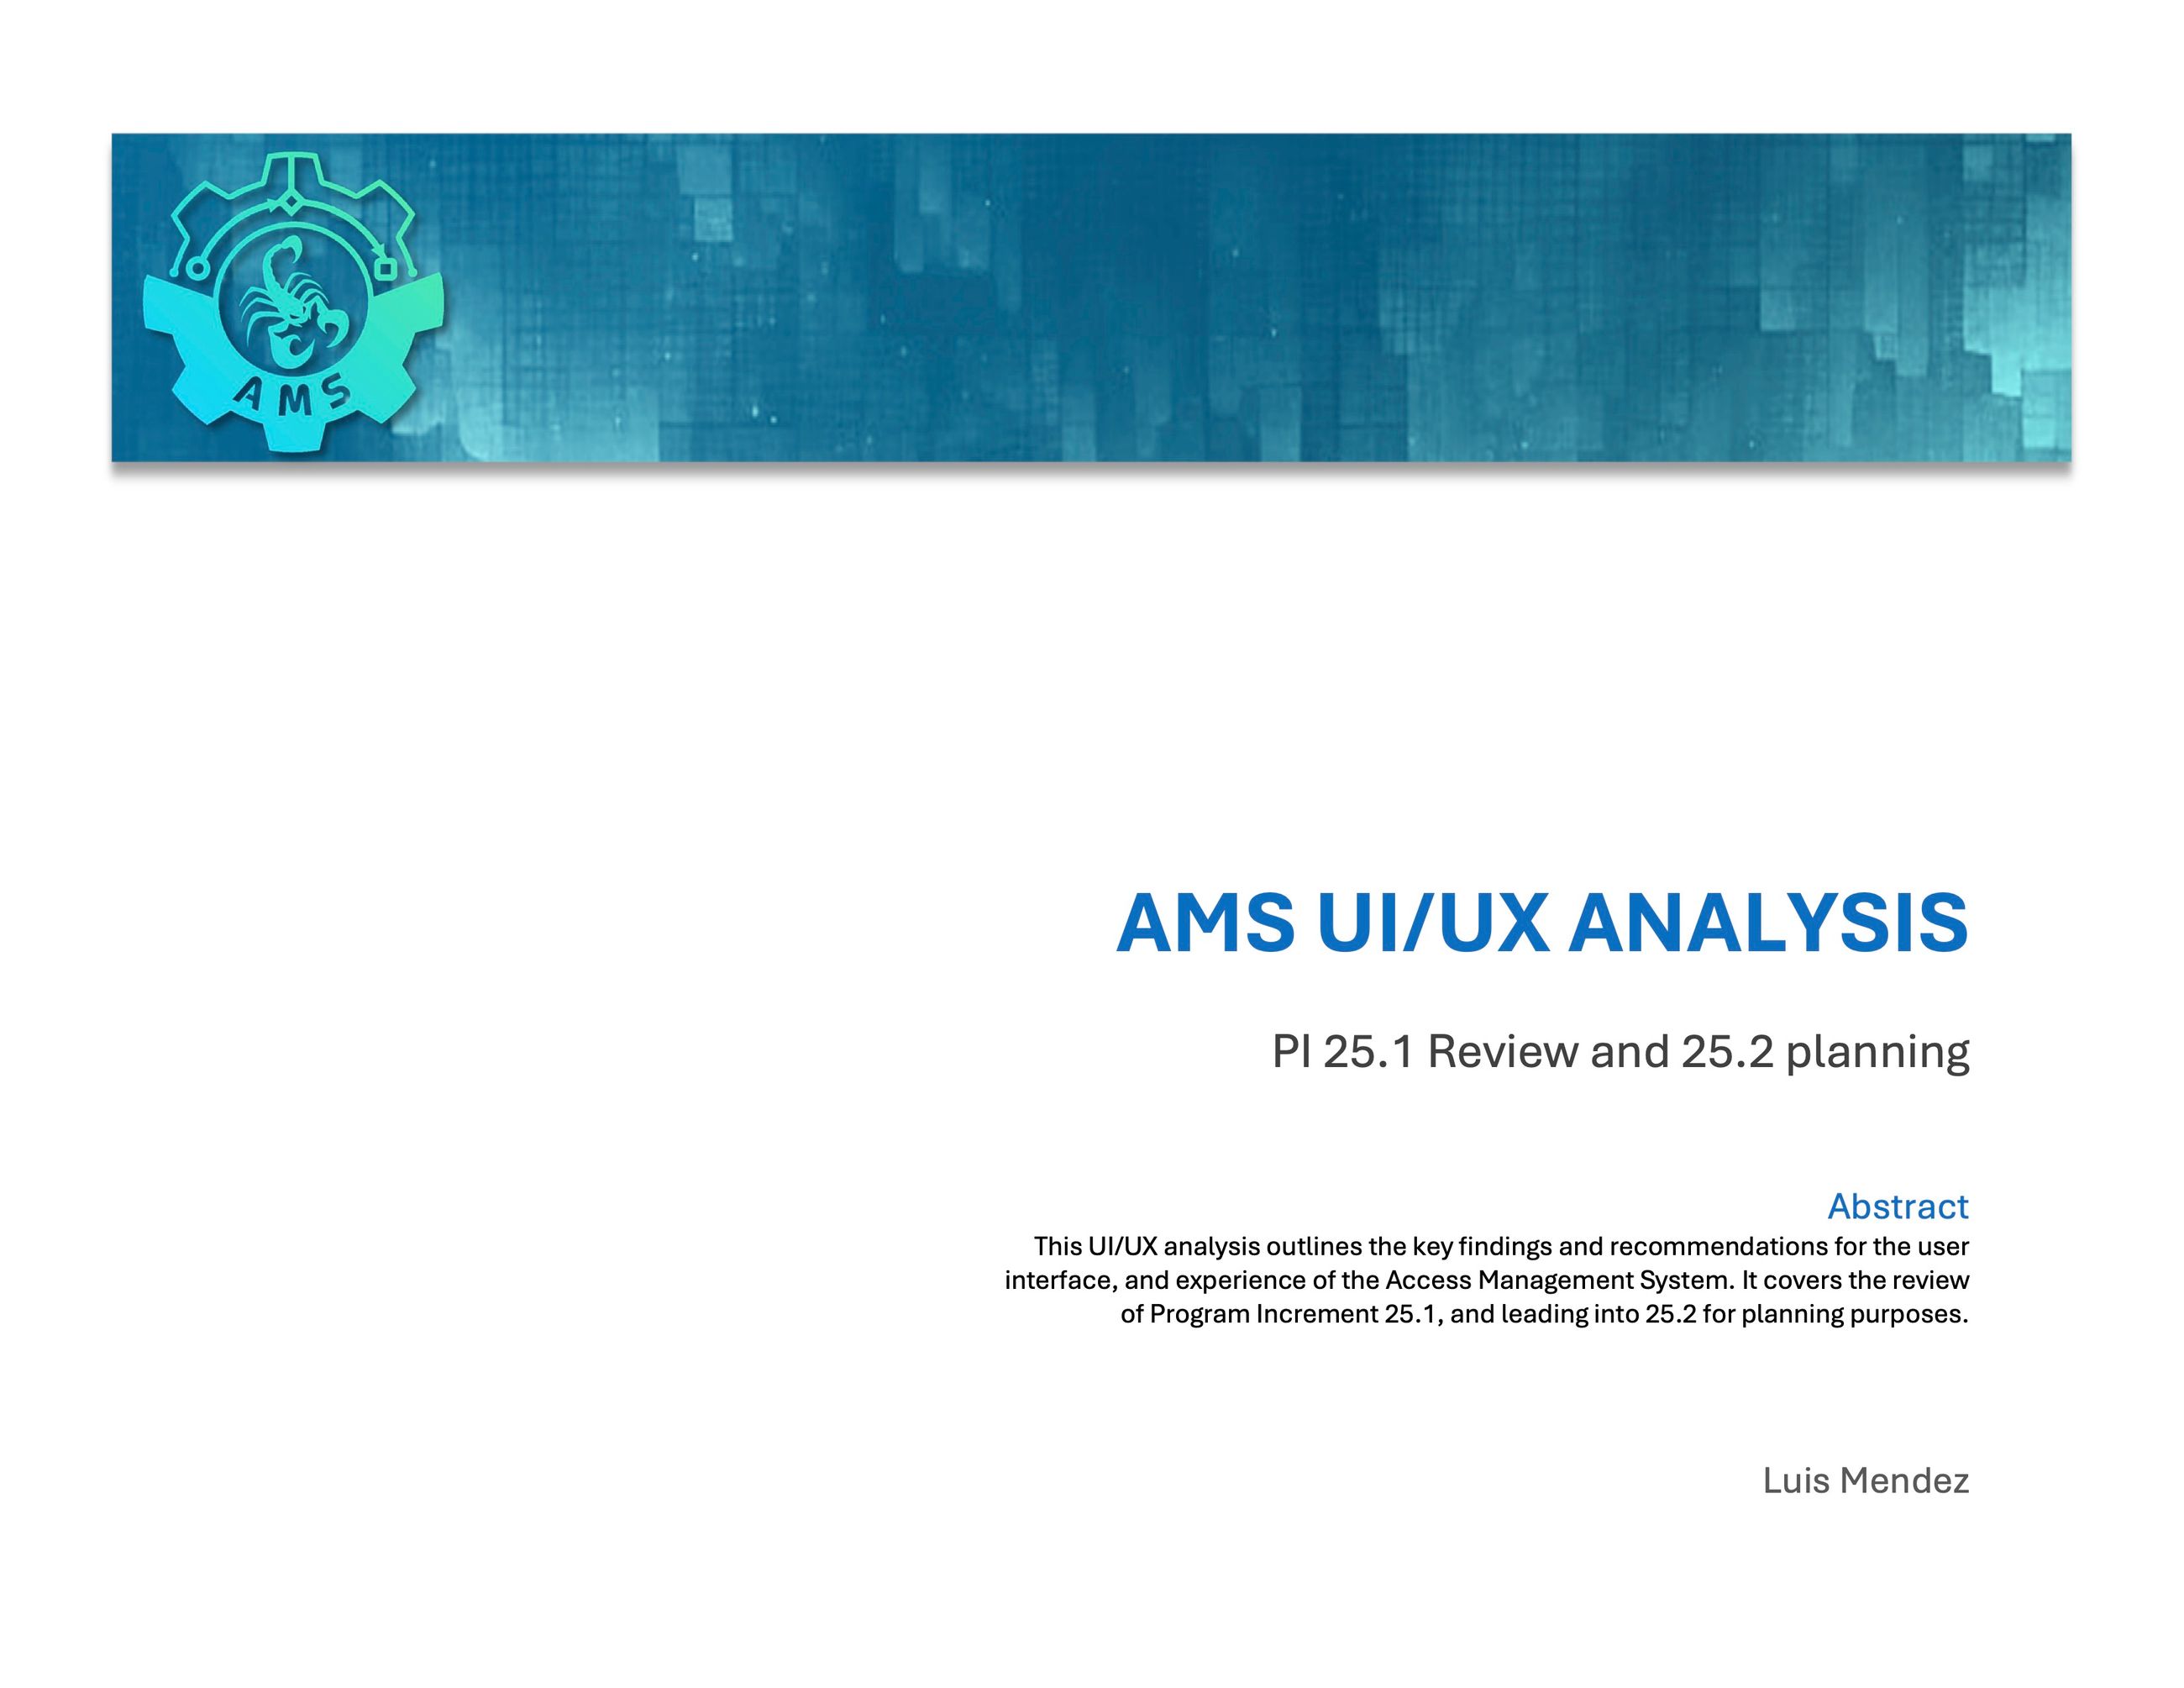 AMS
AMS UI/UX ANALYSIS
PI 25.1 Review and 25.2 planning
Abstract
This UI/UX analysis outlines the key findings and recommendations for the user
interface, and experience of the Access Management System. It covers the review
of Program Increment 25.1, and leading into 25.2 for planning purposes.
Luis Mendez